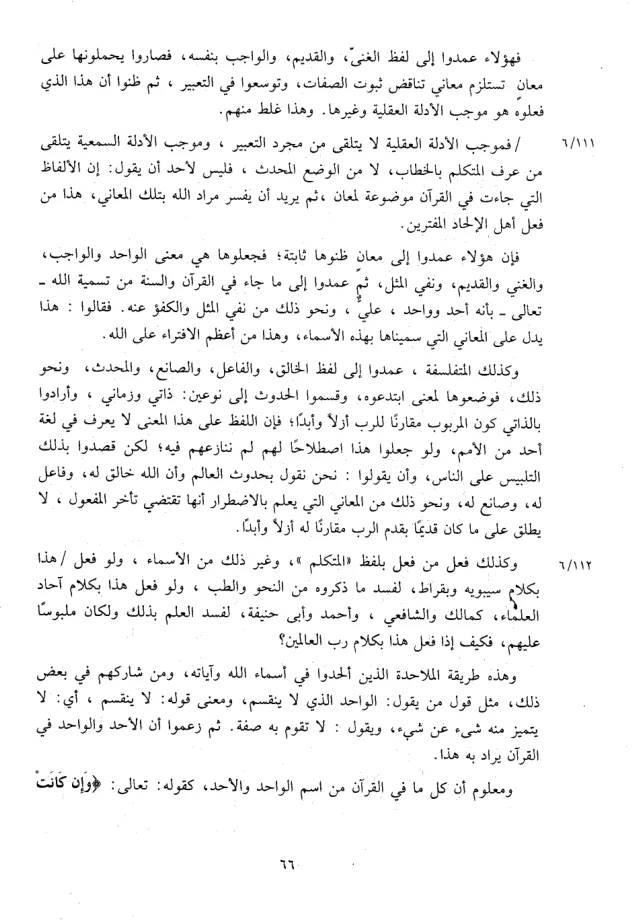 فهؤلاء عمدوا إلى لفظ الغنىّ، والقديم، والواجب بنفسه، فصاروا يحملونها على
معانٍ تستلزم معاني تناقض ثبوت الصفات، وتوسعوا في التعبير ، ثم ظنوا أن هذا الذي
فعلوه هو موجب الأدلة العقلية وغيرها. وهذا غلط منهم.
٦/١١١ / فموجب الأدلة العقلية لا يتلقى من مجرد التعبير ، وموجب الأدلة السمعية يتلقى
من عرف المتكلم بالخطاب، لا من الوضع المحدث ، فليس لأحد أن يقول: إن الألفاظ
التي جاءت في القرآن موضوعة لمعان ،ثم يريد أن يفسر مراد الله بتلك المعاني، هذا من
فعل أهل الإلحاد المفترين.
فإن هؤلاء عمدوا إلى معانٍ ظنوها ثابتة؛ فجعلوها هي معنى الواحد والواجب،
والغني والقديم، ونفي المثل، ثم عمدوا إلى ما جاء في القرآن والسنة من تسمية الله ـ
تعالى ـ بأنه أحد وواحد ، عليٌّ ، ونحو ذلك من نفي المثل والكفؤ عنه. فقالوا : هذا
يدل على المعاني التي سميناها بهذه الأسماء، وهذا من أعظم الافتراء على الله.
وكذلك المتفلسفة ، عمدوا إلى لفظ الخالق، والفاعل، والصانع، والمحدث، ونحو
ذلك، فوضعوها لمعنى ابتدعوه، وقسموا الحدوث إلى نوعين: ذاتي وزماني ، وأرادوا
بالذاتي كون المربوب مقارنًا للرب أزلاً وأبدًا؛ فإن اللفظ على هذا المعنى لا يعرف في لغة
أحد من الأمم، ولو جعلوا هذا اصطلاحًا لهم لم ننازعهم فيه؛ لكن قصدوا بذلك
التلبيس على الناس، وأن يقولوا : نحن نقول بحدوث العالم وأن الله خالق له، وفاعل
له، وصانع له، ونحو ذلك من المعاني التي يعلم بالاضطرار أنها تقتضي تأخر المفعول ، لا
يطلق على ما كان قديمًا بقدم الرب مقارنًا له أزلاً وأبدًا.
٦/١١٢ وكذلك فعل من فعل بلفظ «المتكلم »، وغير ذلك من الأسماء ، ولو فعل /هذا
بكلام سيبويه وبقراط، لفسد ما ذكروه من النحو والطب ، ولو فعل هذا بكلام آحاد
العلماء، كمالك والشافعي ، وأحمد وأبى حنيفة، لفسد العلم بذلك ولكان ملبوسًا
عليهم، فكيف إذا فعل هذا بكلام رب العالمين؟
وهذه طريقة الملاحدة الذين ألحدوا في أسماء الله وآياته، ومن شاركهم في بعض
ذلك، مثل قول من يقول: الواحد الذي لا ينقسم، ومعنى قوله: لا ينقسم ، أي: لا
يتميز منه شىء عن شيء، ويقول : لا تقوم به صفة. ثم زعموا أن الأحد والواحد في
القرآن يراد به هذا.
ومعلوم أن كل ما في القرآن من اسم الواحد والأحد، كقوله: تعالى: ﴿وَإِن كَانَتْ
٦٦